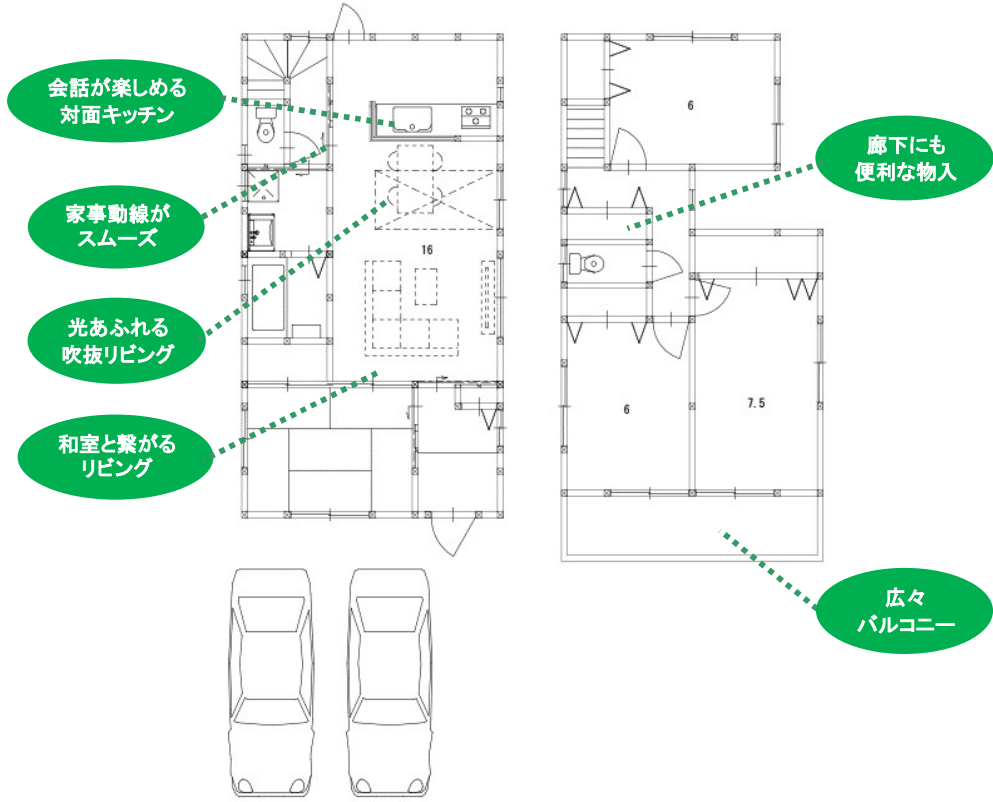 会話が楽しめる
対面キッチン
家事動線が
スムーズ
光あふれる
吹抜リビング
和室と繋がる
リビング
16
6
廊下にも
便利な物入
6
7.5
広々
バルコニー